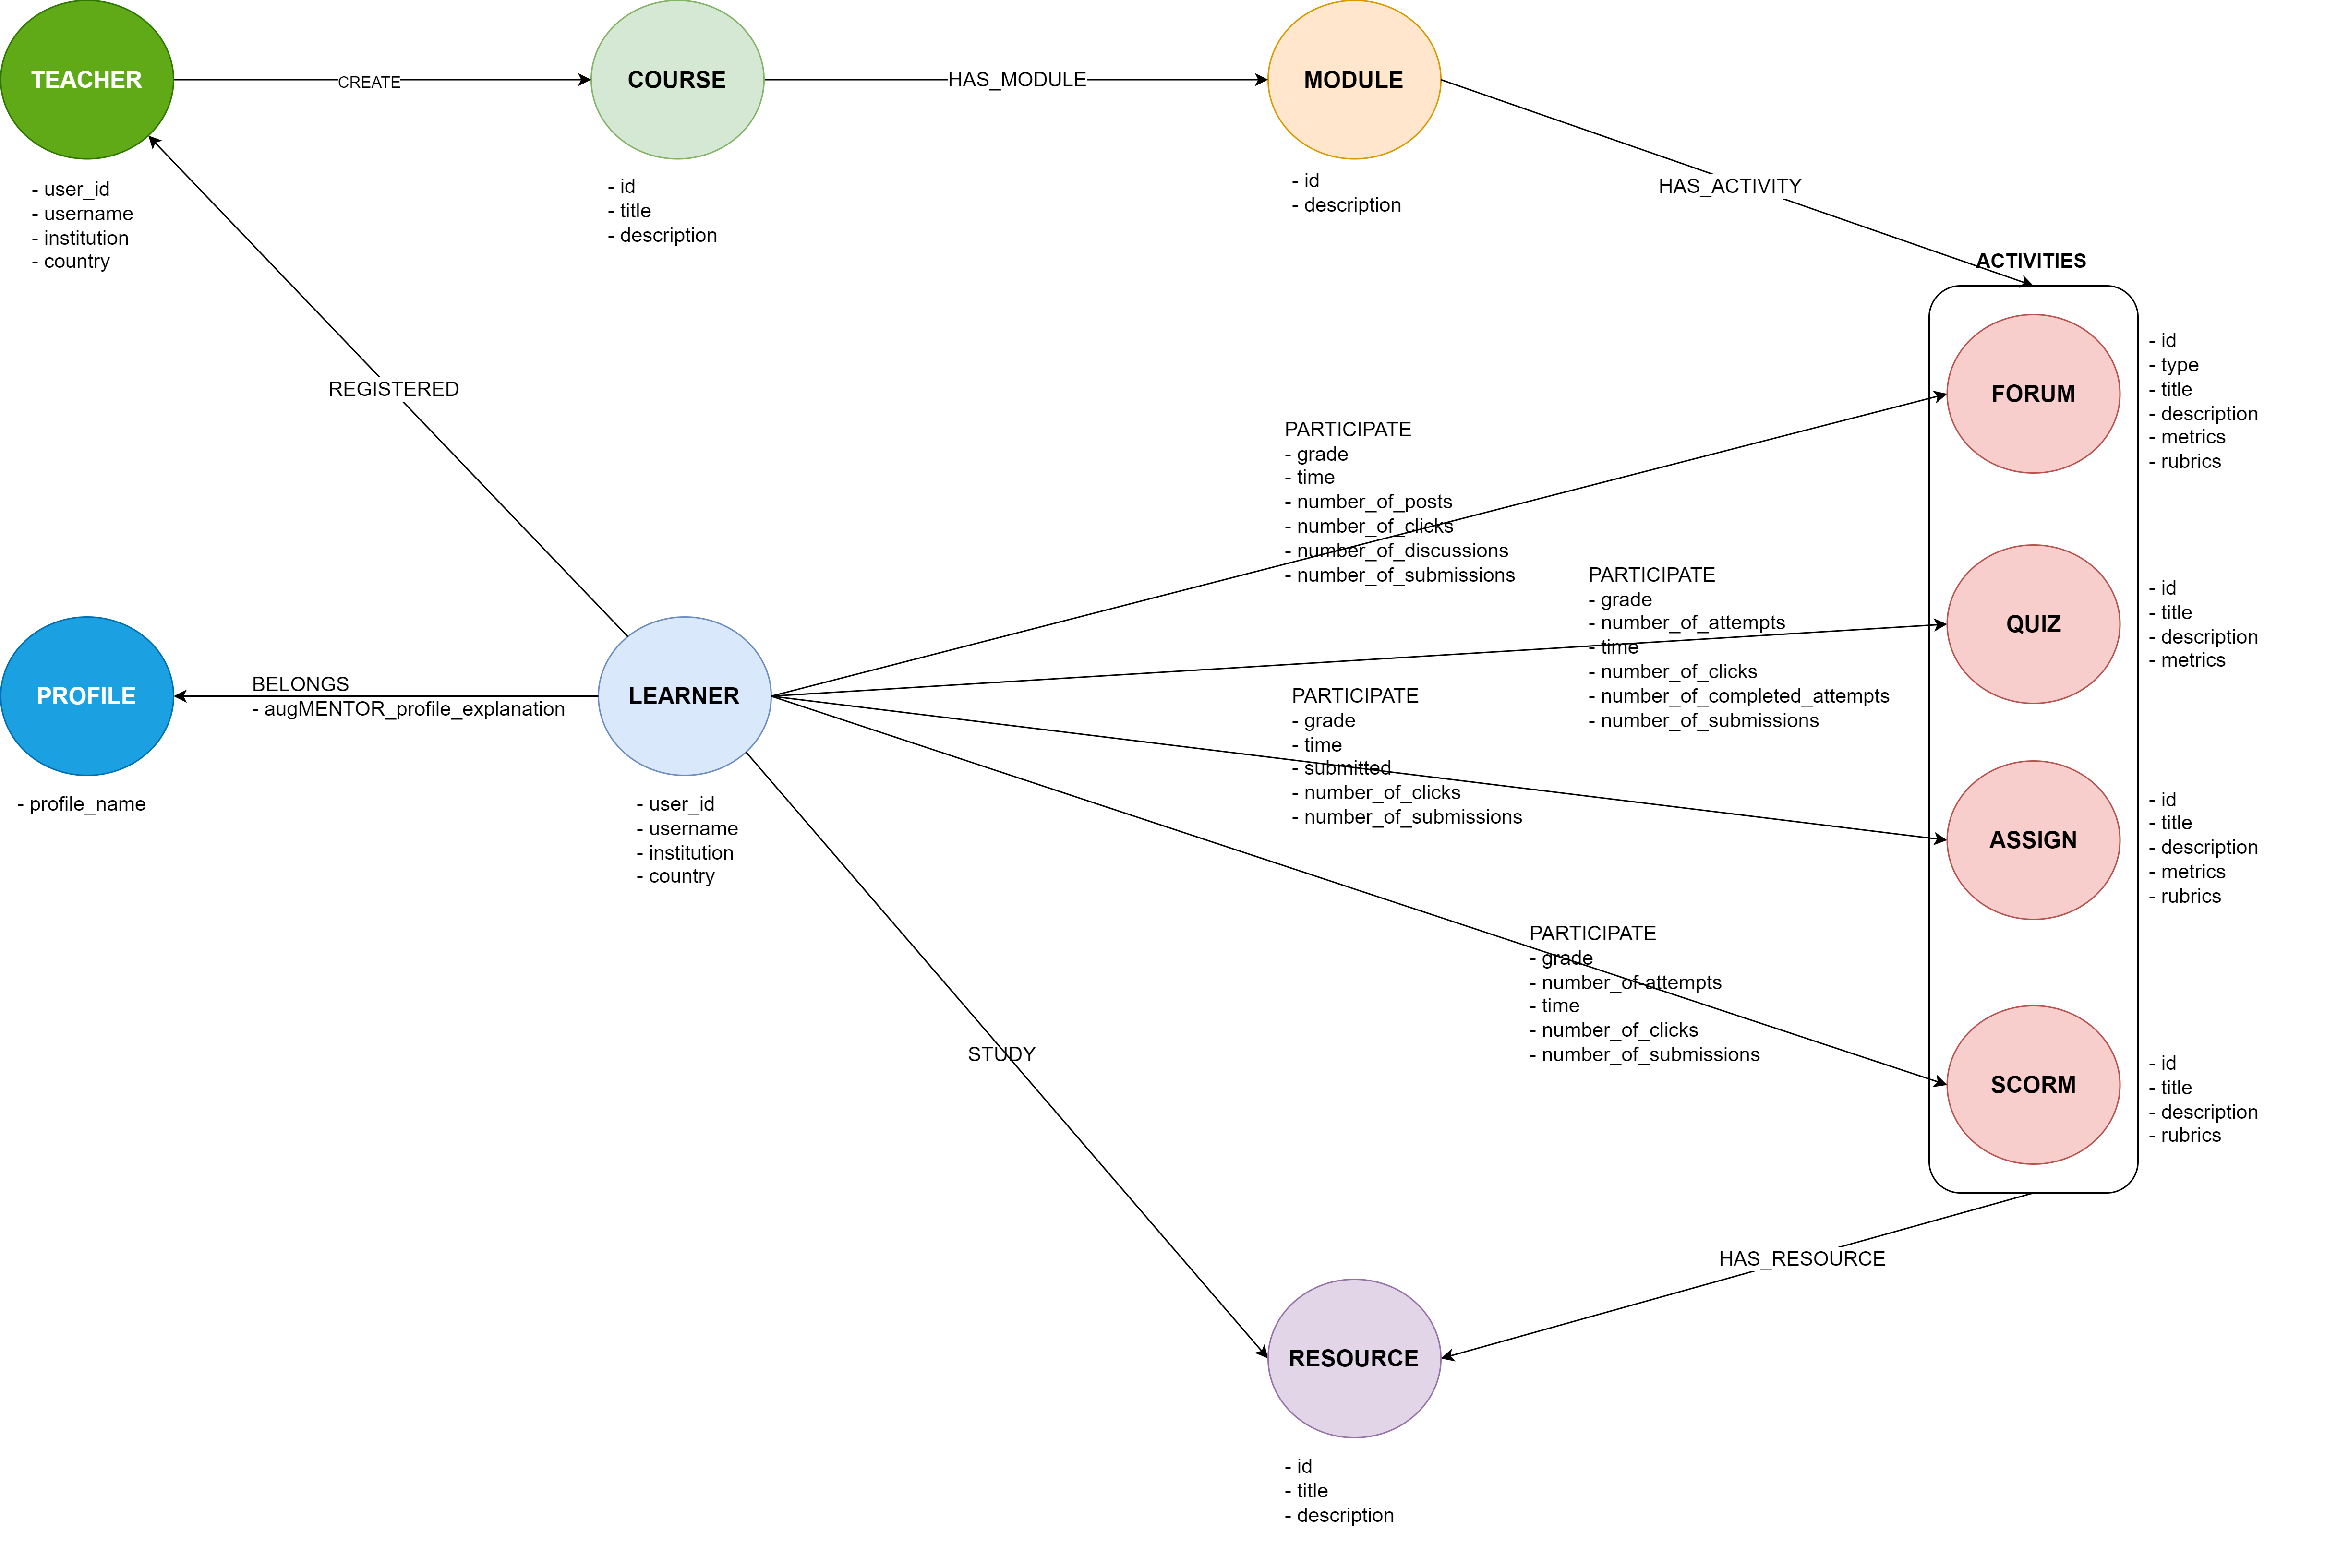 TEACHER
CREATE
COURSE
HAS_MODULE
MODULE
- user_id
- username
- institution
- country
- id
- title
- description
- id
- description
HAS_ACTIVITY
ACTIVITIES
REGISTERED
FORUM
- id
- type
- title
- description
- metrics
- rubrics
PARTICIPATE
- grade
- time
- number_of_posts
- number_of_clicks
- number_of_discussions
- number_of_submissions
PARTICIPATE
- grade
- number_of_attempts
- time
- number_of_clicks
- number_of_completed_attempts
- number_of_submissions
QUIZ
- id
- title
- description
- metrics
PROFILE
BELONGS
- augMENTOR_profile_explanation
LEARNER
- profile_name
- user_id
- username
- institution
- country
PARTICIPATE
- grade
- time
- submitted
- number_of_clicks
- number_of_submissions
ASSIGN
- id
- title
- description
- metrics
- rubrics
PARTICIPATE
- grade
- number_of attempts
- time
- number_of_clicks
- number_of_submissions
STUDY
SCORM
- id
- title
- description
- rubrics
HAS_RESOURCE
RESOURCE
- id
- title
- description